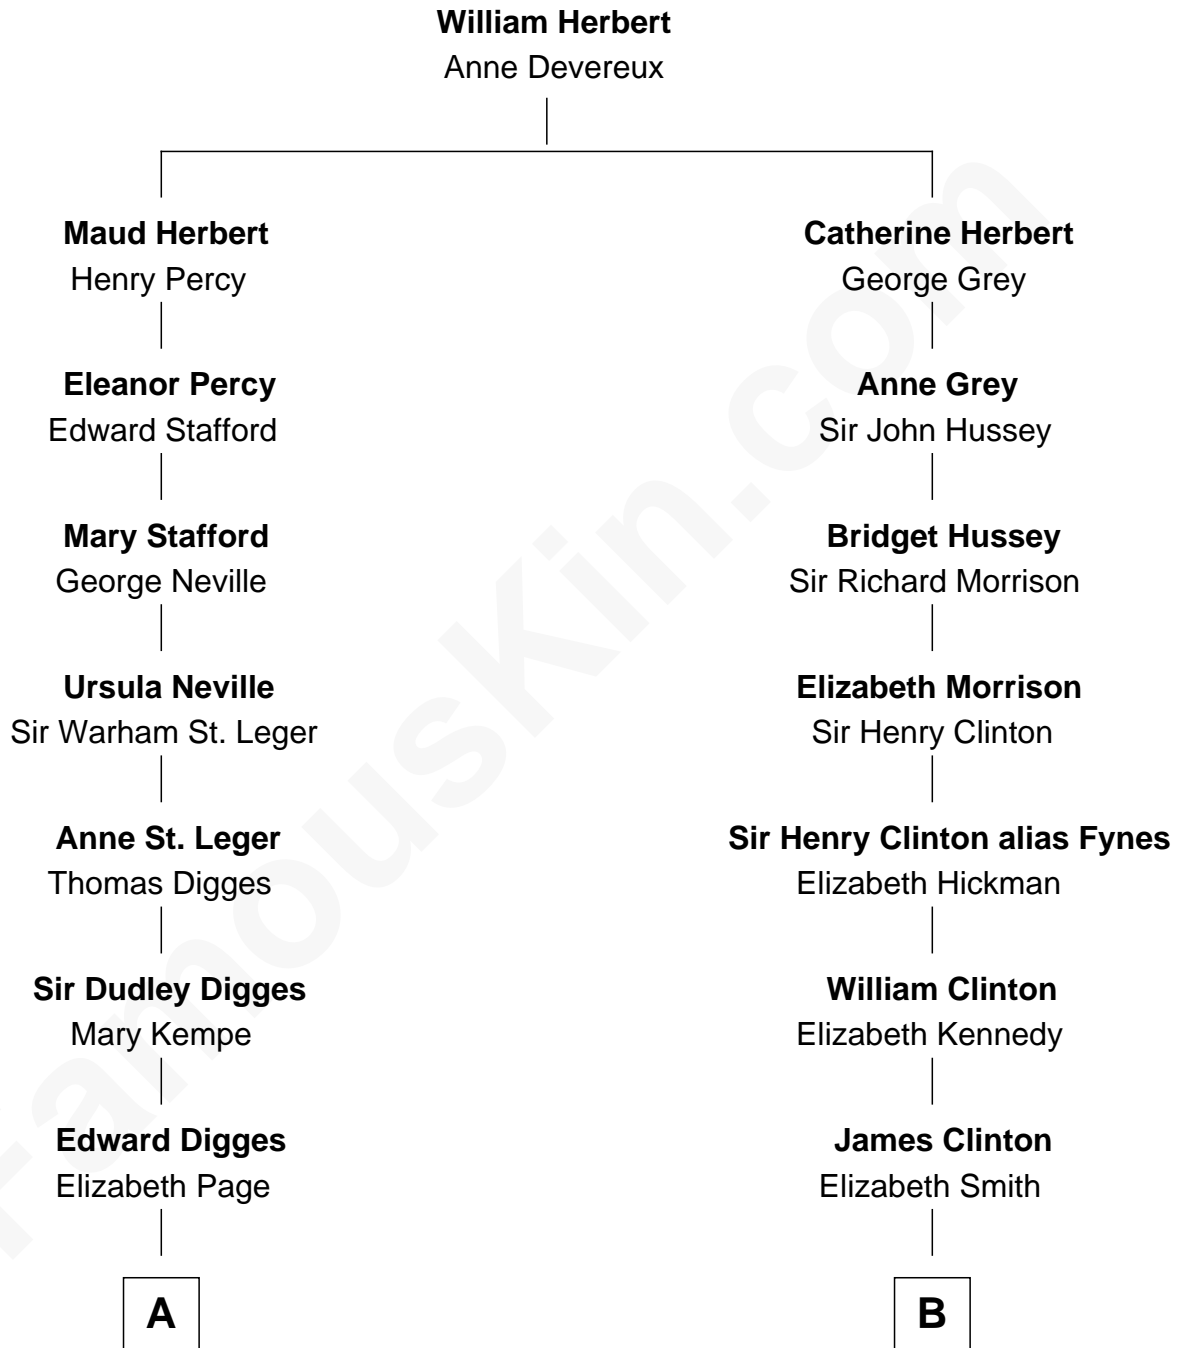 William Herbert
Anne Devereux
Maud Herbert
Henry Percy
Catherine Herbert
George Grey
Eleanor Percy
Edward Stafford
Anne Grey
Sir John Hussey
Mary Stafford
George Neville
Bridget Hussey
Sir Richard Morrison
Ursula Neville
Sir Warham St. Leger
Elizabeth Morrison
Sir Henry Clinton
Anne St. Leger
Thomas Digges
Sir Henry Clinton alias Fynes
Elizabeth Hickman
Sir Dudley Digges
Mary Kempe
William Clinton
Elizabeth Kennedy
Edward Digges
Elizabeth Page
James Clinton
Elizabeth Smith
A
B
FamousKin.com